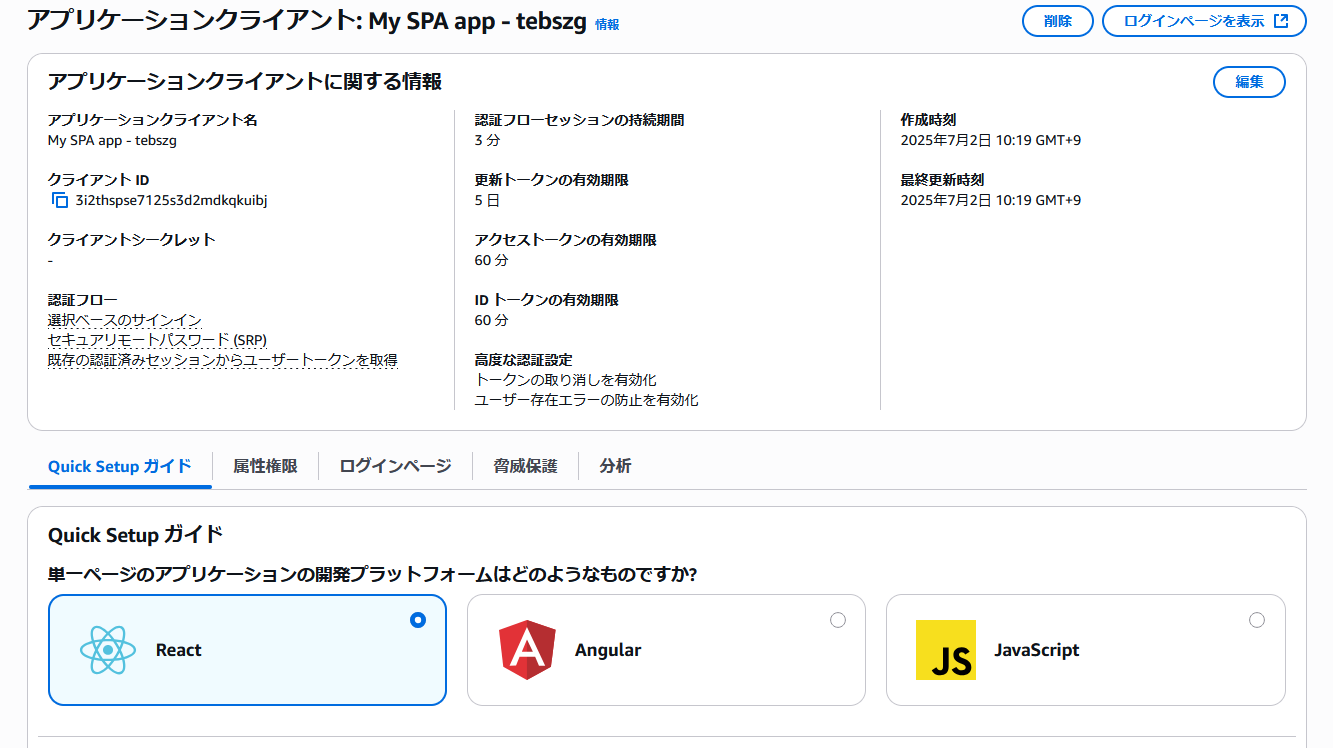 アプリケーションクライアント: My SPA app - tebszg 情報
削除
ログインページを表示
アプリケーションクライアントに関する情報
編集
アプリケーションクライアント名
My SPA app - tebszg
クライアント ID
3i2thspse7125s3d2mdkqkuibj
クライアントシークレット
-
認証フロー
選択ベースのサインイン
セキュアリモートパスワード (SRP)
既存の認証済みセッションからユーザートークンを取得
認証フローセッションの持続期間
3 分
更新トークンの有効期限
5 日
アクセストークンの有効期限
60 分
ID トークンの有効期限
60 分
高度な認証設定
トークンの取り消しを有効化
ユーザー存在エラーの防止を有効化
作成時刻
2025年7月2日 10:19 GMT+9
最終更新時刻
2025年7月2日 10:19 GMT+9
Quick Setup ガイド
属性権限
ログインページ
脅威保護
分析
Quick Setup ガイド
単一ページのアプリケーションの開発プラットフォームはどのようなものですか?
React
A
Angular
JS
JavaScript